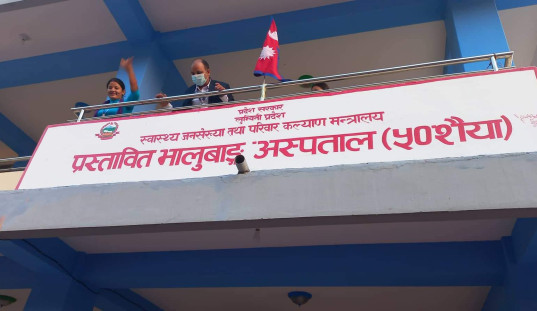 प्रदेश सरकार
लुम्बिनी प्रदेश
स्वास्थ्य जनसंख्या तथा परिवार कल्याण मन्त्रालय
प्रस्तावित भालुबाङ्ग अस्पताल (५०शैया)